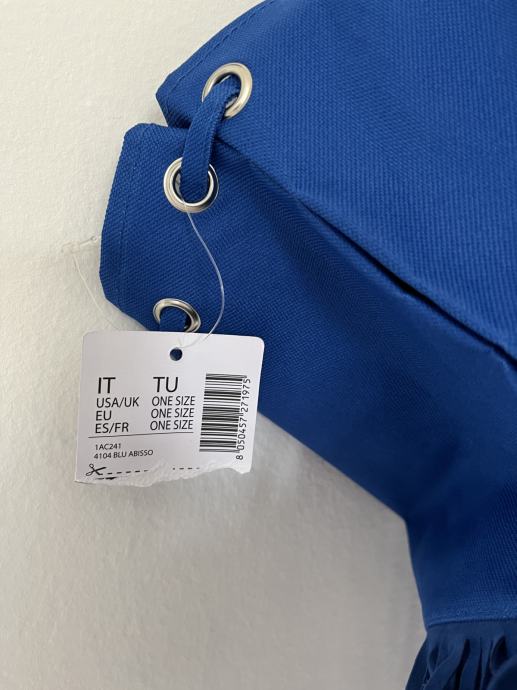 IT TU
USA/UK ONE SIZE
EU ONE SIZE
ES/FR ONE SIZE
1AC241
4104 BLU ABISSO
8 050457 271975